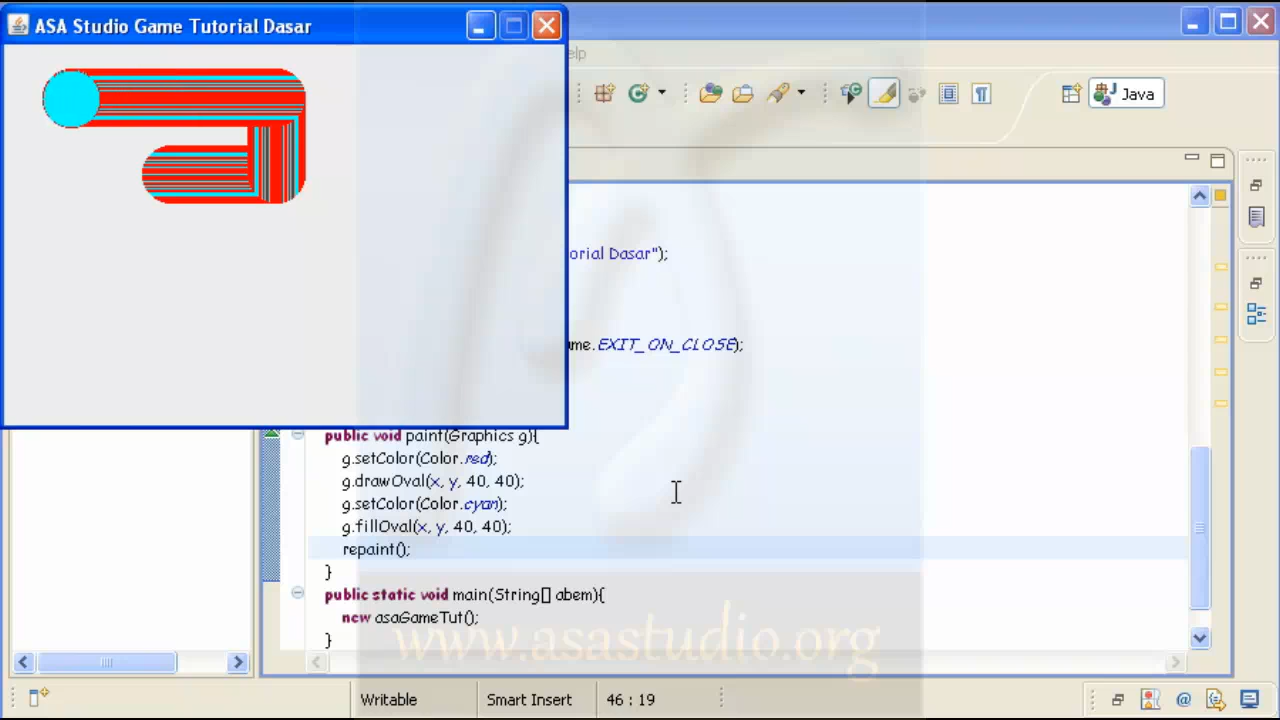 ASA Studio Game Tutorial Dasar
elp
Java
orial Dasar");
me.EXIT_ON_CLOSE);
public void paint(Graphics g){
g.setColor(Color.red);
g.drawOval(x, y, 40, 40);
g.setColor(Color.cyan);
g.fillOval(x, y, 40, 40);
repaint();
}
public static void main(String[] abem){
new asaGameTut();
}
www.asastudio.org
Writable
Smart Insert
46 : 19